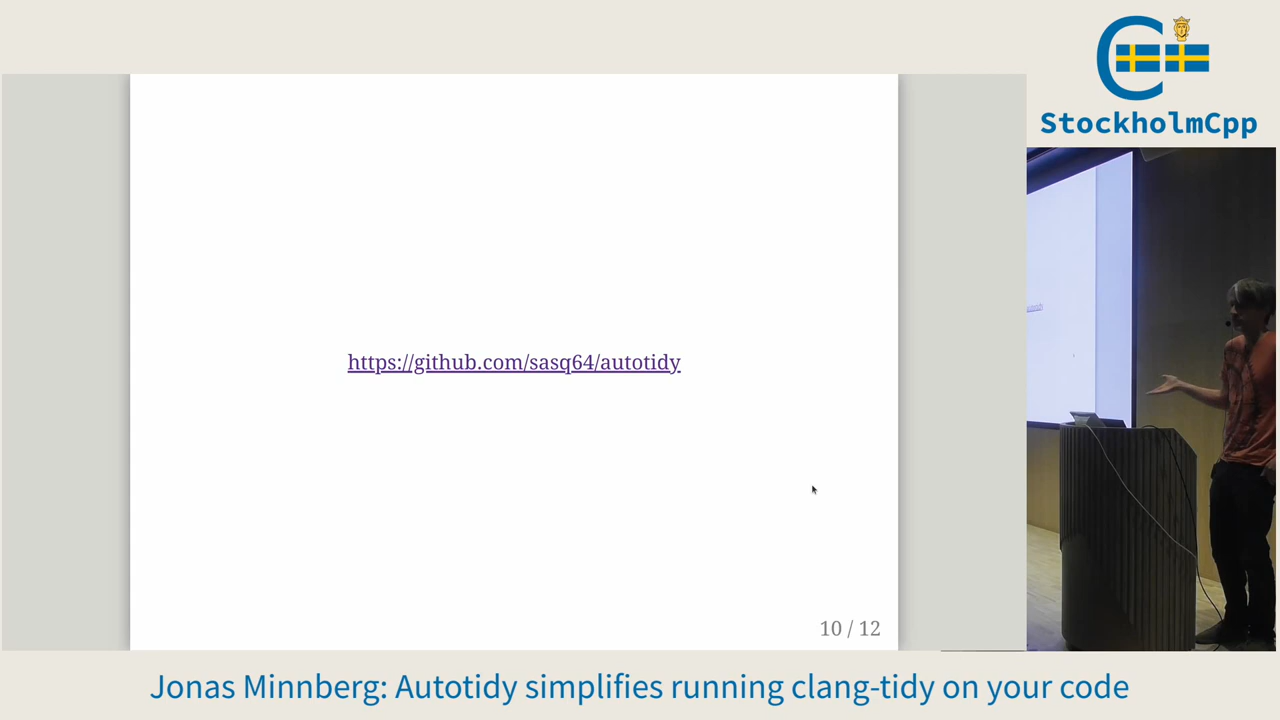 StockholmCpp
https://github.com/sasq64/autotidy
10 / 12
Jonas Minnberg: Autotidy simplifies running clang-tidy on your code